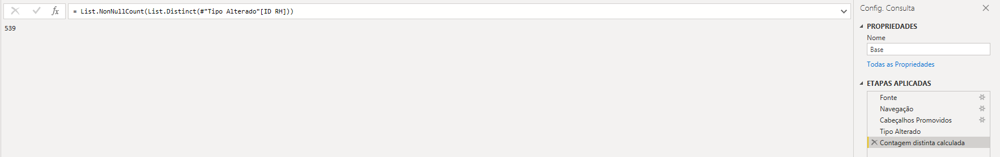 fx
= List.NonNullCount(List.Distinct(#"Tipo Alterado"[ID RH]))
539
Config. Consulta
PROPRIEDADES
Nome
Base
Todas as Propriedades
ETAPAS APLICADAS
Fonte
Navegação
Cabeçalhos Promovidos
Tipo Alterado
Contagem distinta calculada